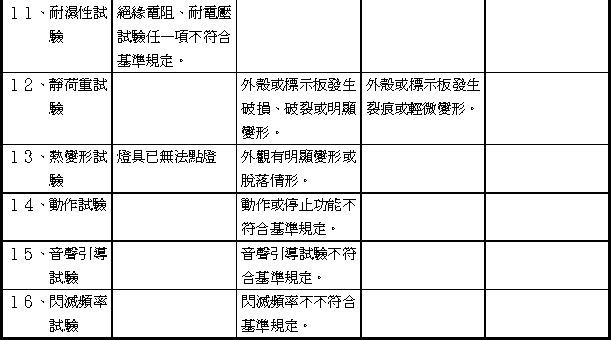 １１、耐濕性試驗
絕緣電阻、耐電壓試驗任一項不符合基準規定。
１２、靜荷重試驗
外殼或標示板發生破損、破裂或明顯變形。
外殼或標示板發生裂痕或輕微變形。
１３、熱變形試驗
燈具已無法點燈
外觀有明顯變形或脫落情形。
１４、動作試驗
動作或停止功能不符合基準規定。
１５、音聲引導試驗
音聲引導試驗不符合基準規定。
１６、閃滅頻率試驗
閃滅頻率不不符合基準規定。